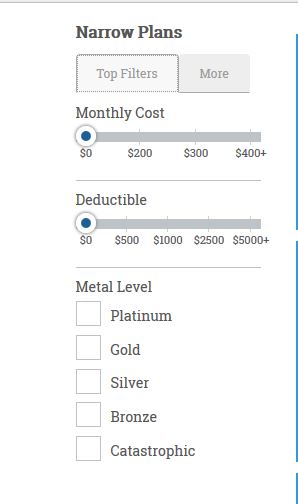 Narrow Plans
Top Filters More
Monthly Cost
$0 $200 $300 $400+
Deductible
$0 $500 $1000 $2500 $5000+
Metal Level
Platinum
Gold
Silver
Bronze
Catastrophic